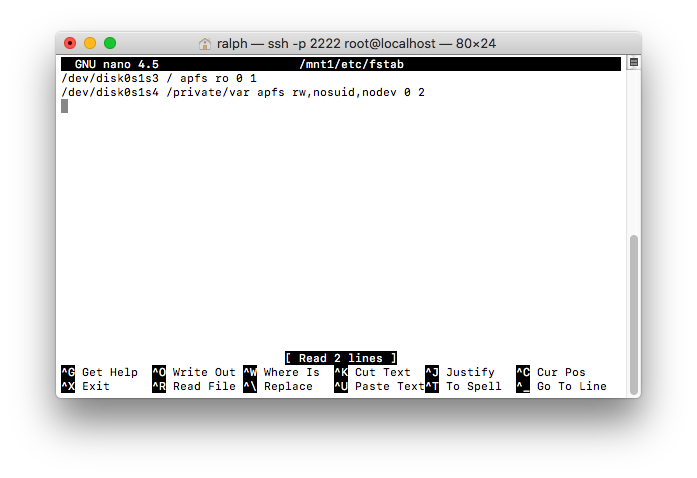 ralph — ssh -p 2222 root@localhost — 80×24
GNU nano 4.5 /mnt1/etc/fstab
/dev/disk0s1s3 / apfs ro 0 1
/dev/disk0s1s4 /private/var apfs rw,nosuid,nodev 0 2
[ Read 2 lines ]
^G Get Help ^O Write Out ^W Where Is ^K Cut Text ^J Justify ^C Cur Pos
^X Exit ^R Read File ^\ Replace ^U Paste Text ^T To Spell ^_ Go To Line